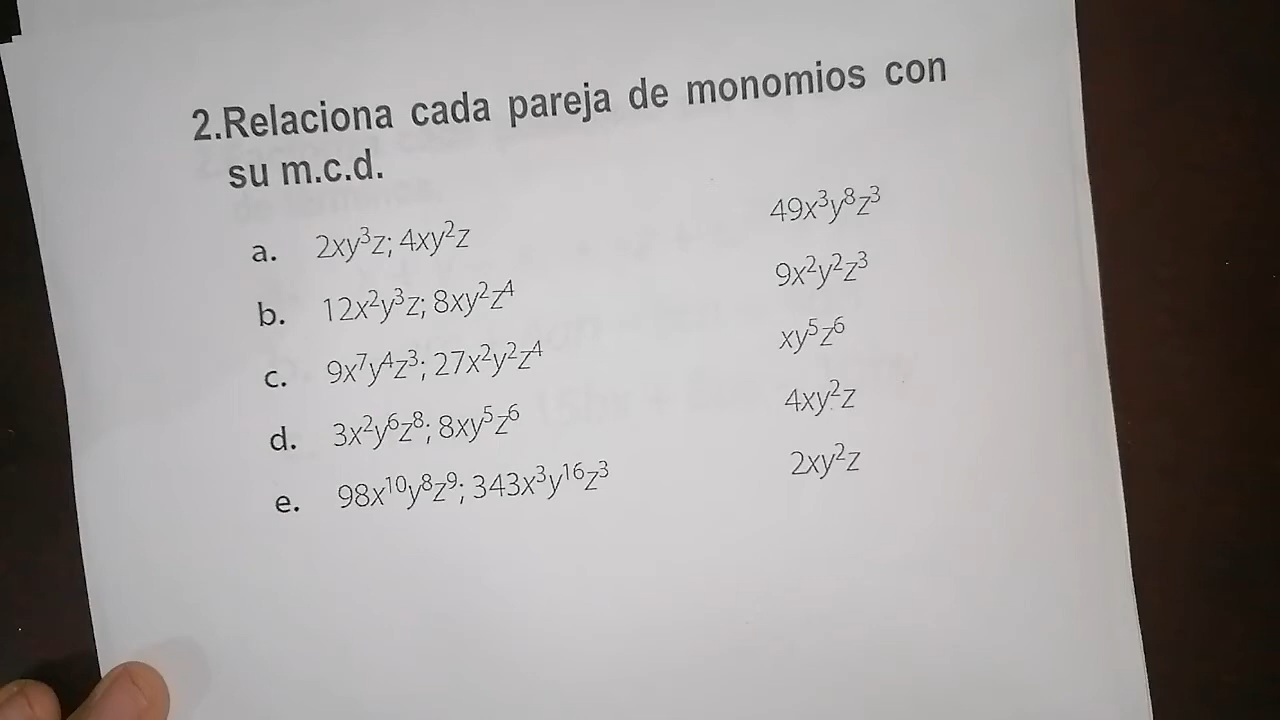 2.Relaciona cada pareja de monomios con
su m.c.d.
a. 2xy³z; 4xy²z 49x³y⁸z³
b. 12x²y³z; 8xy²z⁴ 9x²y²z³
c. 9x⁷y⁴z³; 27x²y²z⁴ xy⁵z⁶
d. 3x²y⁶z⁸; 8xy⁵z⁶ 4xy²z
e. 98x¹⁰y⁸z⁹; 343x³y¹⁶z³ 2xy²z